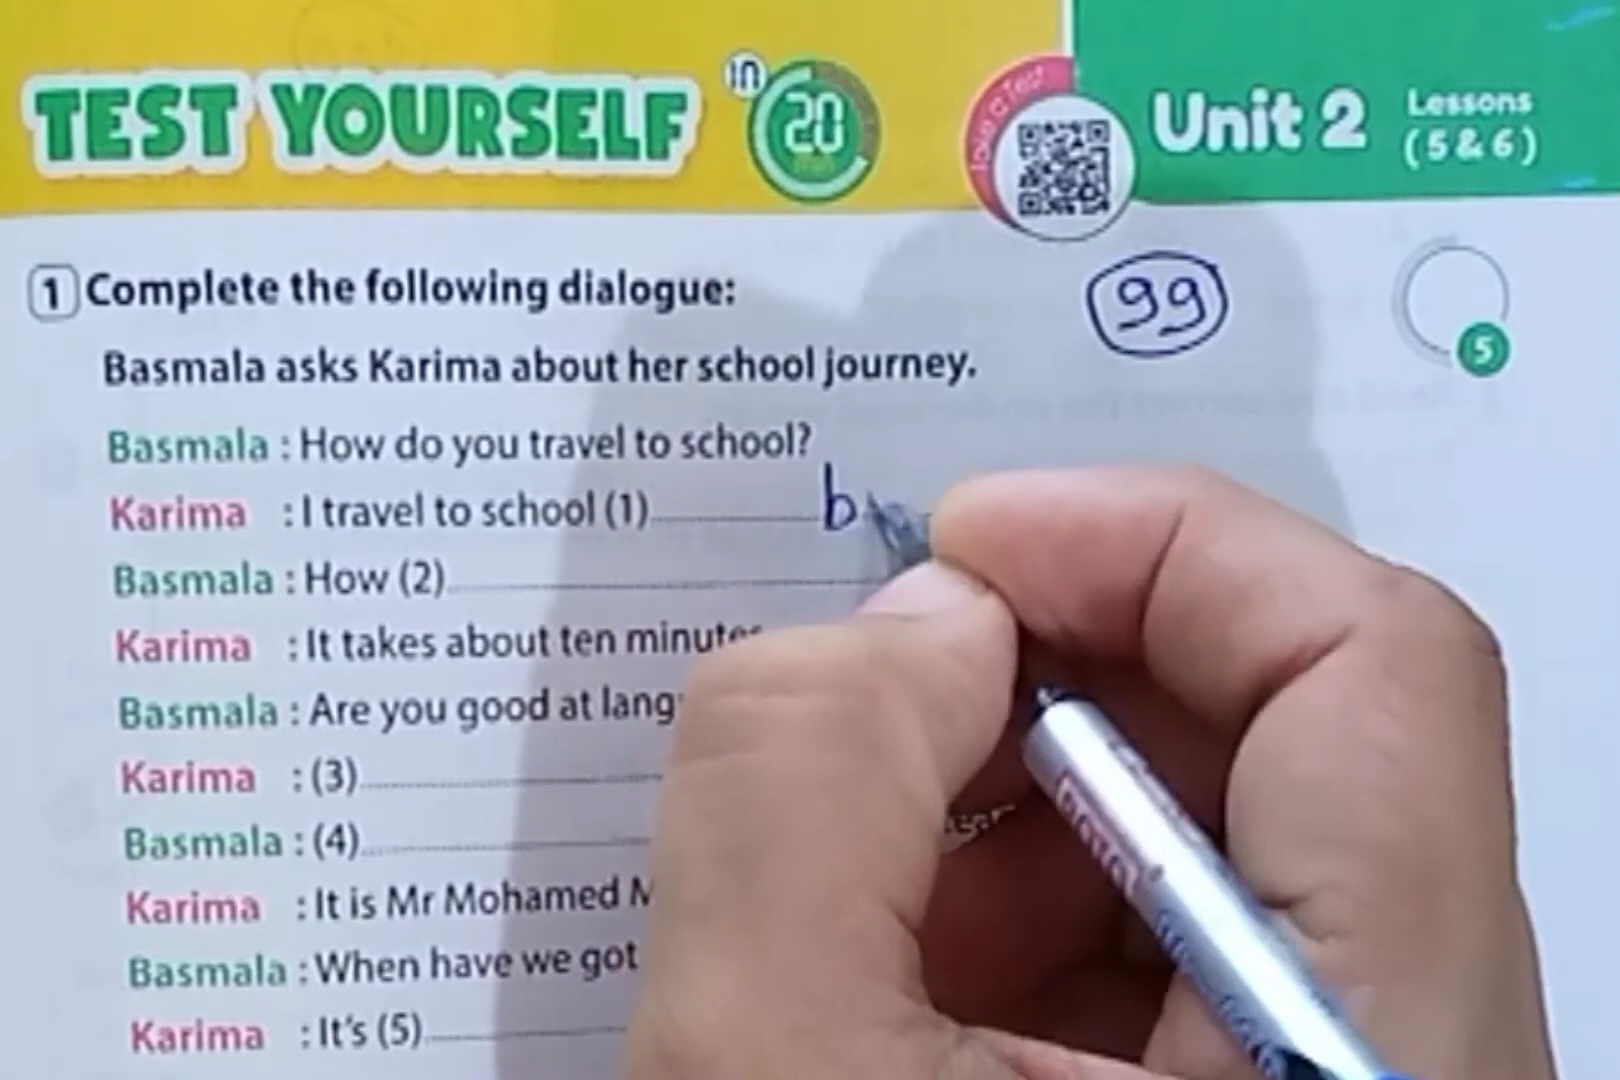 TEST YOURSELF in 20
Take a Test
Unit 2 Lessons (5 & 6)
1 Complete the following dialogue:
99
5
Basmala asks Karima about her school journey.
Basmala : How do you travel to school?
Karima : I travel to school (1) b
Basmala : How (2)
Karima : It takes about ten minutes
Basmala : Are you good at lang
Karima : (3)
Basmala : (4)
Karima : It is Mr Mohamed M
Basmala : When have we got
Karima : It's (5)